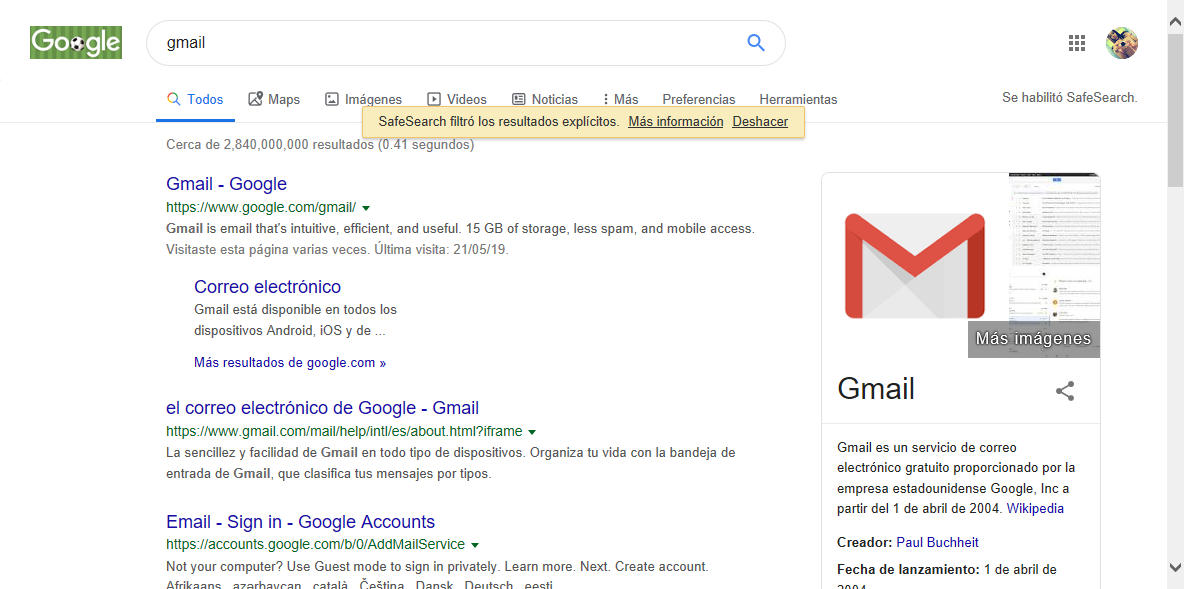 Google
gmail
Todos
Maps
Imágenes
Videos
Noticias
Más
Preferencias
Herramientas
Se habilitó SafeSearch.
SafeSearch filtró los resultados explícitos. Más información Deshacer
Cerca de 2,840,000,000 resultados (0.41 segundos)
Gmail - Google
https://www.google.com/gmail/
Gmail is email that's intuitive, efficient, and useful. 15 GB of storage, less spam, and mobile access.
Visitaste esta página varias veces. Última visita: 21/05/19.
Correo electrónico
Gmail está disponible en todos los
dispositivos Android, iOS y de ...
Más resultados de google.com »
el correo electrónico de Google - Gmail
https://www.gmail.com/mail/help/intl/es/about.html?iframe
La sencillez y facilidad de Gmail en todo tipo de dispositivos. Organiza tu vida con la bandeja de
entrada de Gmail, que clasifica tus mensajes por tipos.
Email - Sign in - Google Accounts
https://accounts.google.com/b/0/AddMailService
Not your computer? Use Guest mode to sign in privately. Learn more. Next. Create account.
Afrikaans, azərbaycan, català, Čeština, Dansk, Deutsch, eesti
Más imágenes
Gmail
Gmail es un servicio de correo
electrónico gratuito proporcionado por la
empresa estadounidense Google, Inc a
partir del 1 de abril de 2004. Wikipedia
Creador: Paul Buchheit
Fecha de lanzamiento: 1 de abril de
2004